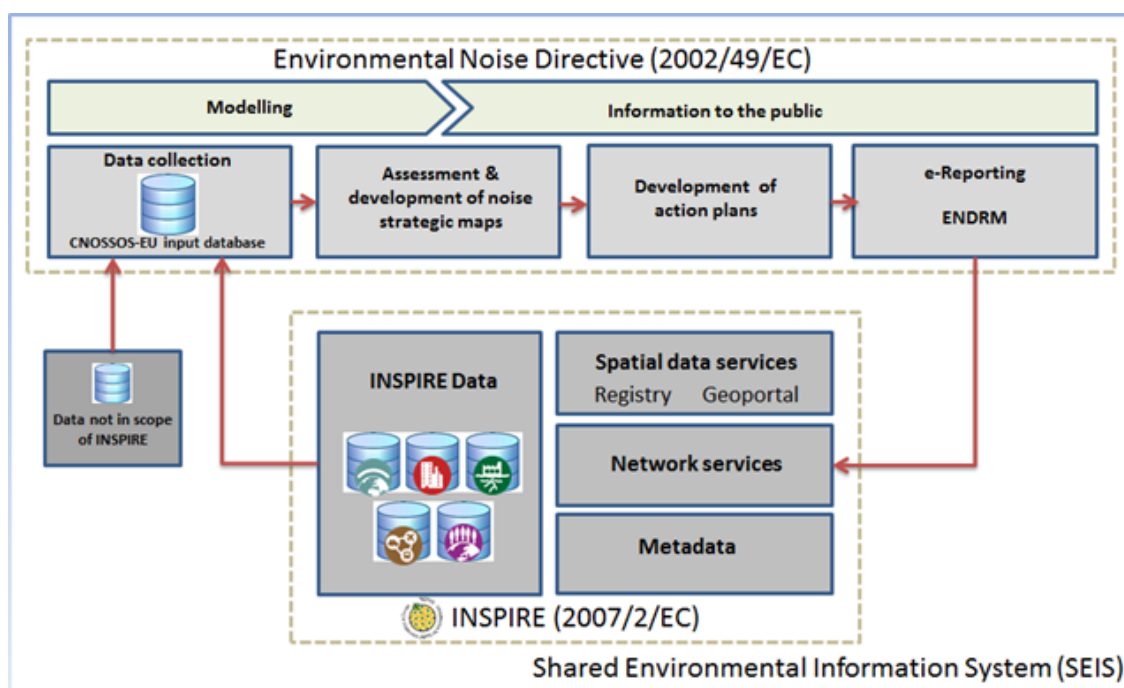 Environmental Noise Directive (2002/49/EC)
Modelling
Information to the public
Data collection
CNOSSOS-EU input database
Assessment &
development of noise
strategic maps
Development of
action plans
e-Reporting
ENDRM
Data not in scope
of INSPIRE
INSPIRE Data
Spatial data services
Registry Geoportal
Network services
Metadata
INSPIRE (2007/2/EC)
Shared Environmental Information System (SEIS)